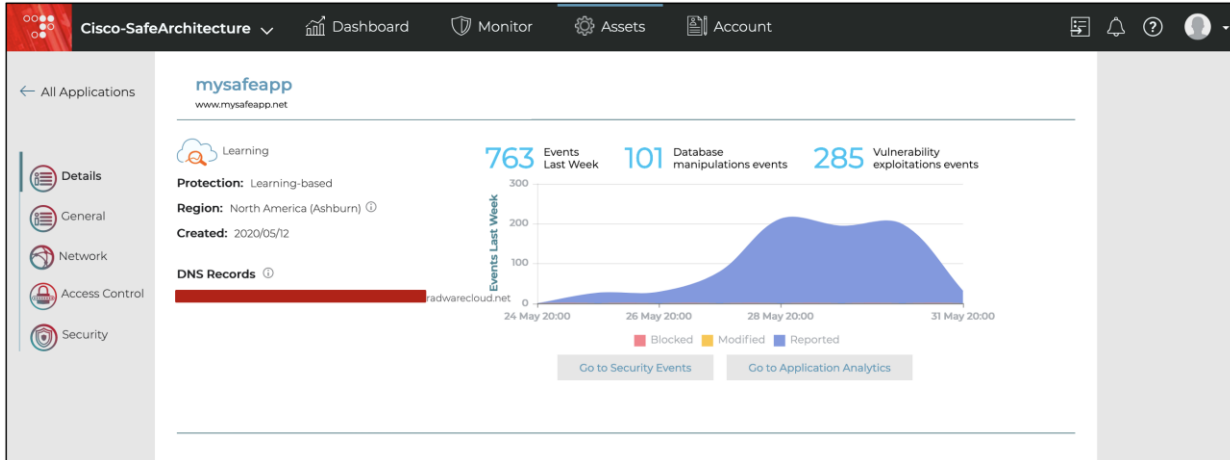 Cisco-SafeArchitecture Dashboard Monitor Assets Account
All Applications
mysafeapp
www.mysafeapp.net
Details
General
Network
Access Control
Security
Learning
Protection: Learning-based
Region: North America (Ashburn)
Created: 2020/05/12
DNS Records
radwarecloud.net
763 Events Last Week
101 Database manipulations events
285 Vulnerability exploitations events
Events Last Week
300
200
100
0
24 May 20:00 26 May 20:00 28 May 20:00 31 May 20:00
Blocked Modified Reported
Go to Security Events Go to Application Analytics